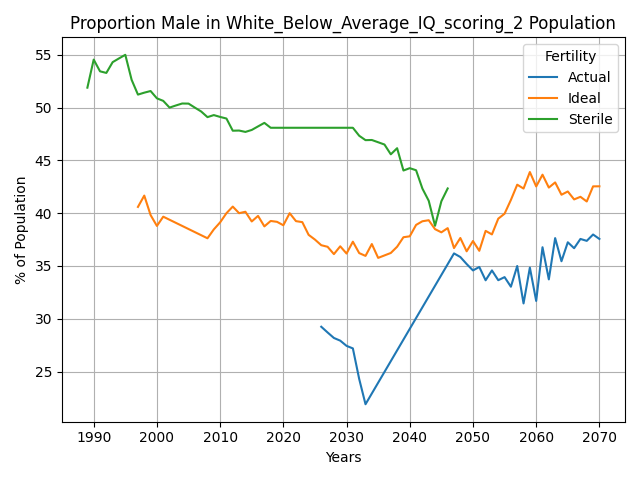 Proportion Male in White_Below_Average_IQ_scoring_2 Population
Fertility
Actual
Ideal
Sterile
% of Population
55
50
45
40
35
30
25
1990 2000 2010 2020 2030 2040 2050 2060 2070
Years